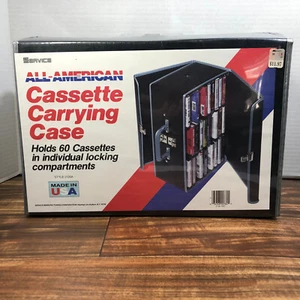 SERVICE
ALL-AMERICAN
Cassette
Carrying
Case
Holds 60 Cassettes
in individual locking
compartments
MADE IN
USA